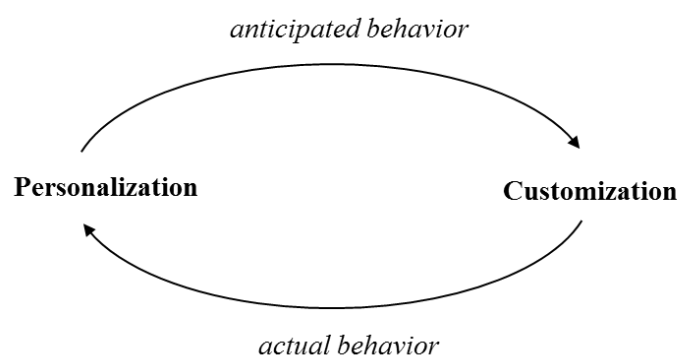 anticipated behavior
Personalization
Customization
actual behavior